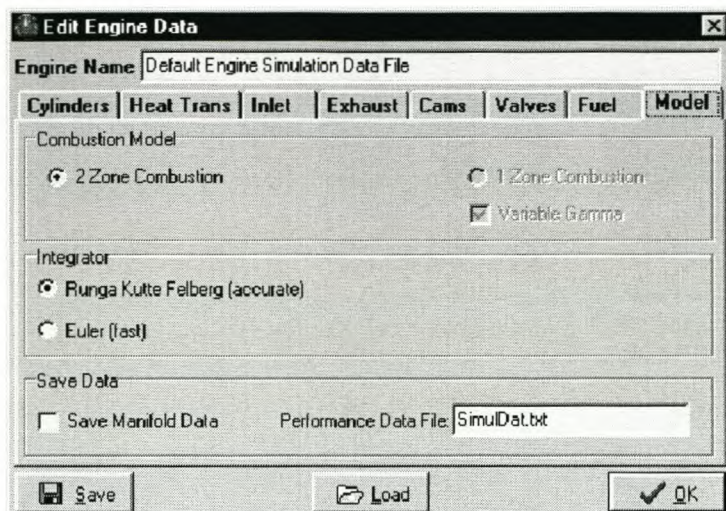 Edit Engine Data
Engine Name Default Engine Simulation Data File
Cylinders Heat Trans Inlet Exhaust Cams Valves Fuel Model
Combustion Model
2 Zone Combustion 1 Zone Combustion
Variable Gamma
Integrator
Runga Kutte Felberg (accurate)
Euler (fast)
Save Data
Save Manifold Data Performance Data File: SimulDat.txt
Save Load OK